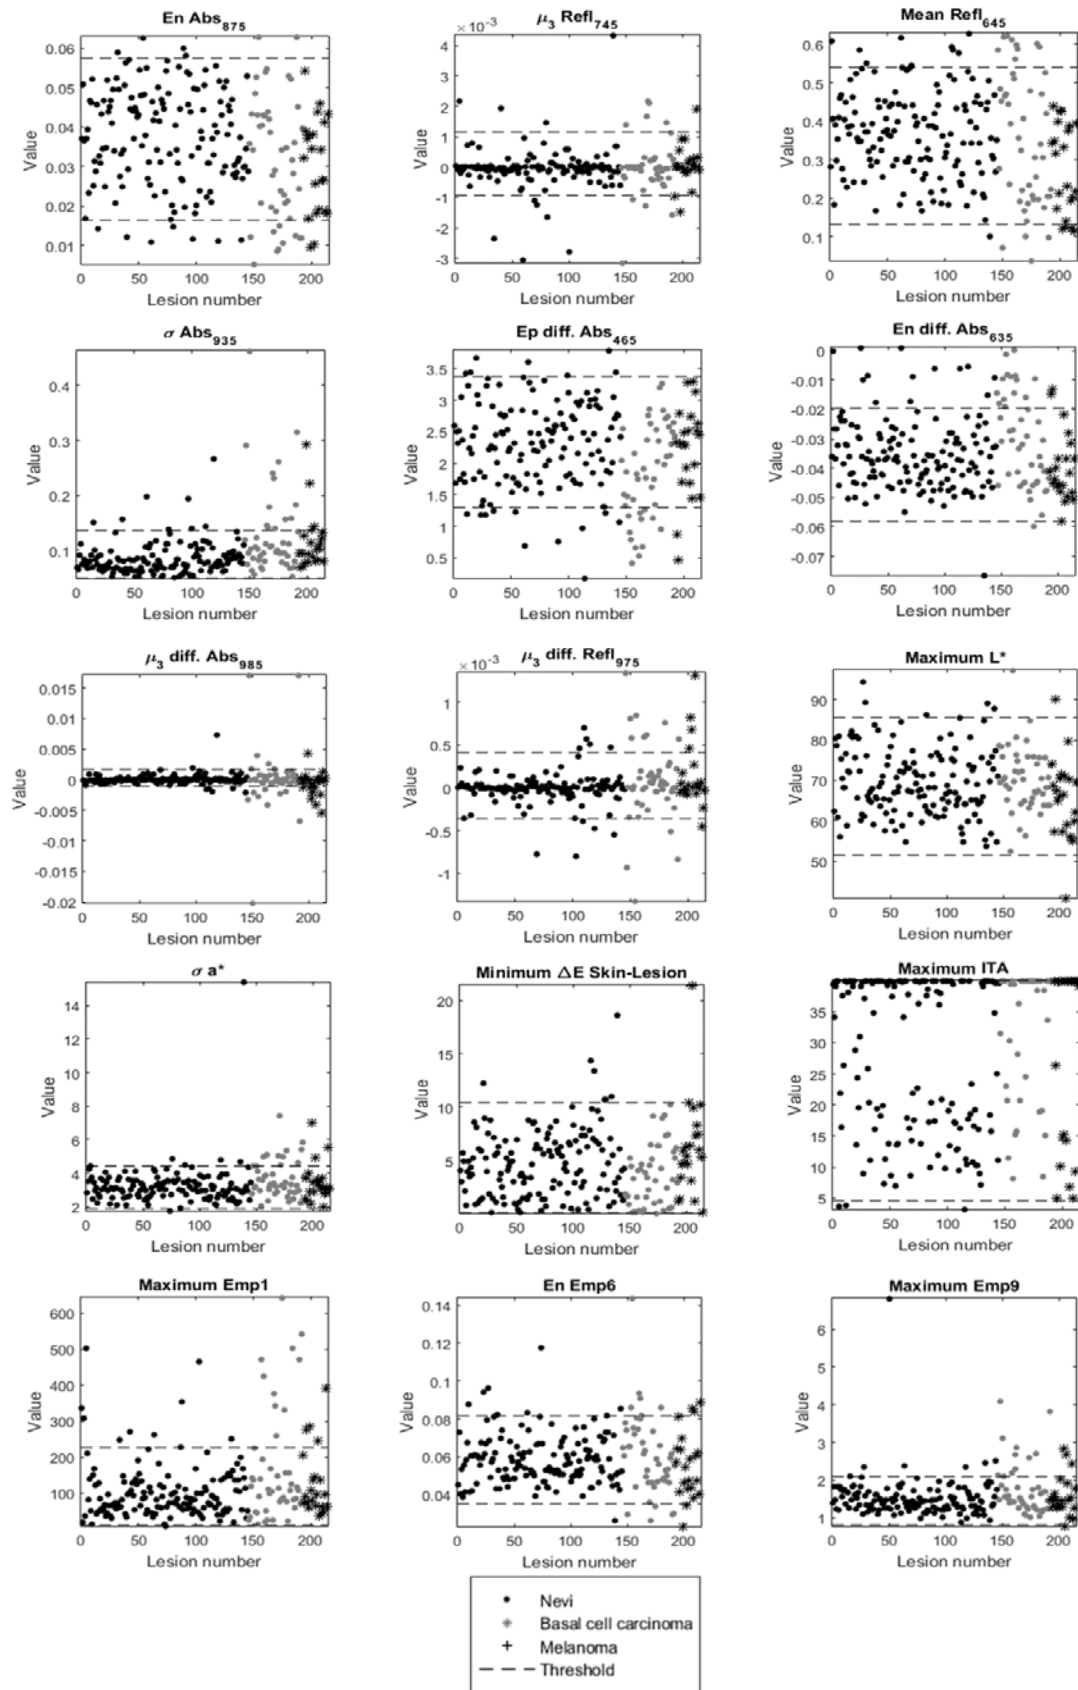 En Abs875
0.06
0.05
0.04
0.03
0.02
0.01
Value
0 50 100 150 200
Lesion number
μ3 Refl745
×10-3
4
3
2
1
0
-1
-2
-3
Value
0 50 100 150 200
Lesion number
Mean Refl645
0.6
0.5
0.4
0.3
0.2
0.1
Value
0 50 100 150 200
Lesion number
σ Abs935
0.4
0.3
0.2
0.1
Value
0 50 100 150 200
Lesion number
Ep diff. Abs465
3.5
3
2.5
2
1.5
1
0.5
Value
0 50 100 150 200
Lesion number
En diff. Abs635
0
-0.01
-0.02
-0.03
-0.04
-0.05
-0.06
-0.07
Value
0 50 100 150 200
Lesion number
μ3 diff. Abs985
0.015
0.01
0.005
0
-0.005
-0.01
-0.015
-0.02
Value
0 50 100 150 200
Lesion number
μ3 diff. Refl975
×10-3
1
0.5
0
-0.5
-1
Value
0 50 100 150 200
Lesion number
Maximum L*
90
80
70
60
50
Value
0 50 100 150 200
Lesion number
σ a*
14
12
10
8
6
4
2
Value
0 50 100 150 200
Lesion number
Minimum ΔE Skin-Lesion
20
15
10
5
0
Value
0 50 100 150 200
Lesion number
Maximum ITA
35
30
25
20
15
10
5
Value
0 50 100 150 200
Lesion number
Maximum Emp1
600
500
400
300
200
100
Value
0 50 100 150 200
Lesion number
En Emp6
0.14
0.12
0.1
0.08
0.06
0.04
Value
0 50 100 150 200
Lesion number
Maximum Emp9
6
5
4
3
2
1
Value
0 50 100 150 200
Lesion number
Nevi
Basal cell carcinoma
Melanoma
Threshold